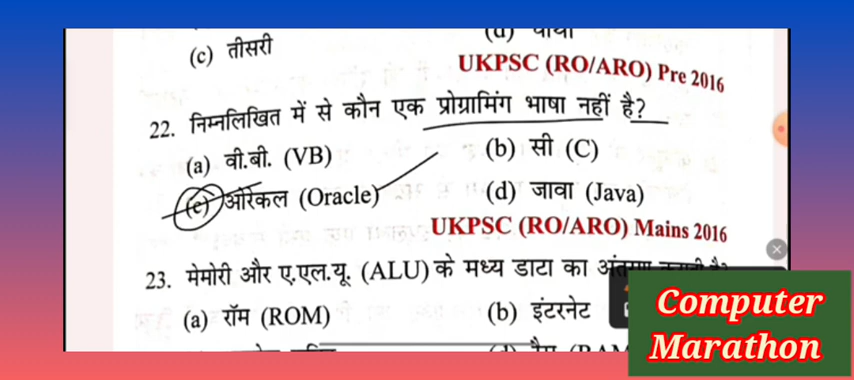 (c) तीसरी (d) चौथी
UKPSC (RO/ARO) Pre 2016
22. निम्नलिखित में से कौन एक प्रोग्रामिंग भाषा नहीं है?
(a) वी.बी. (VB) (b) सी (C)
(c) ओरेकल (Oracle) (d) जावा (Java)
UKPSC (RO/ARO) Mains 2016
23. मेमोरी और ए.एल.यू. (ALU) के मध्य डाटा का
(a) रॉम (ROM) (b) इंटरनेट
Computer
Marathon